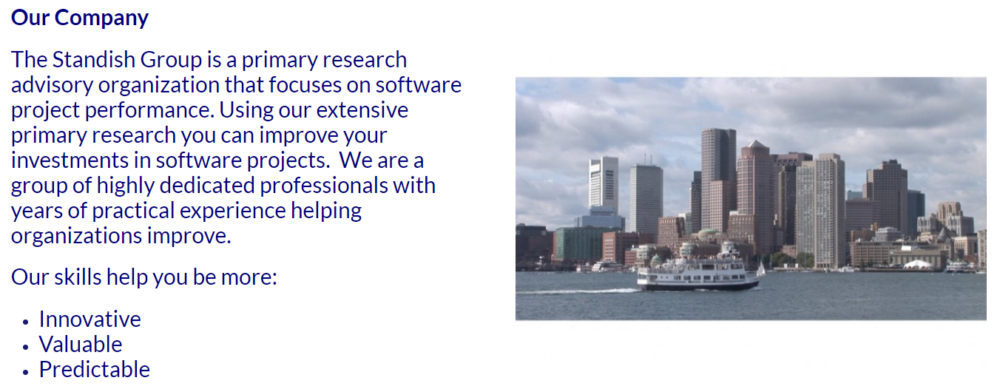 Our Company
The Standish Group is a primary research
advisory organization that focuses on software
project performance. Using our extensive
primary research you can improve your
investments in software projects.  We are a
group of highly dedicated professionals with
years of practical experience helping
organizations improve.
Our skills help you be more:
• Innovative
• Valuable
• Predictable